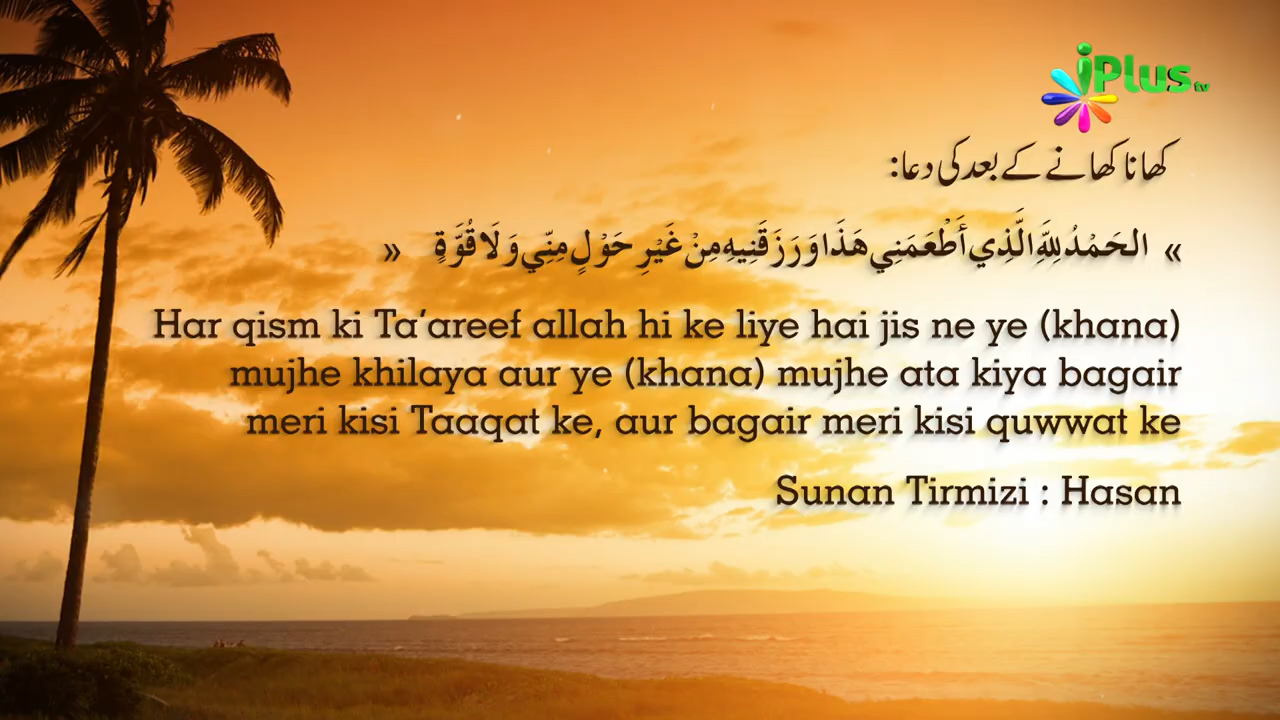 iPlus tv
کھانا کھانے کے بعد کی دعا:
» الحَمْدُ لِلَّهِ الَّذِي أَطْعَمَنِي هَذَا وَرَزَقَنِيهِ مِنْ غَيْرِ حَوْلٍ مِنِّي وَلَا قُوَّةٍ «
Har qism ki Ta’areef allah hi ke liye hai jis ne ye (khana)
mujhe khilaya aur ye (khana) mujhe ata kiya bagair
meri kisi Taaqat ke, aur bagair meri kisi quwwat ke
Sunan Tirmizi : Hasan